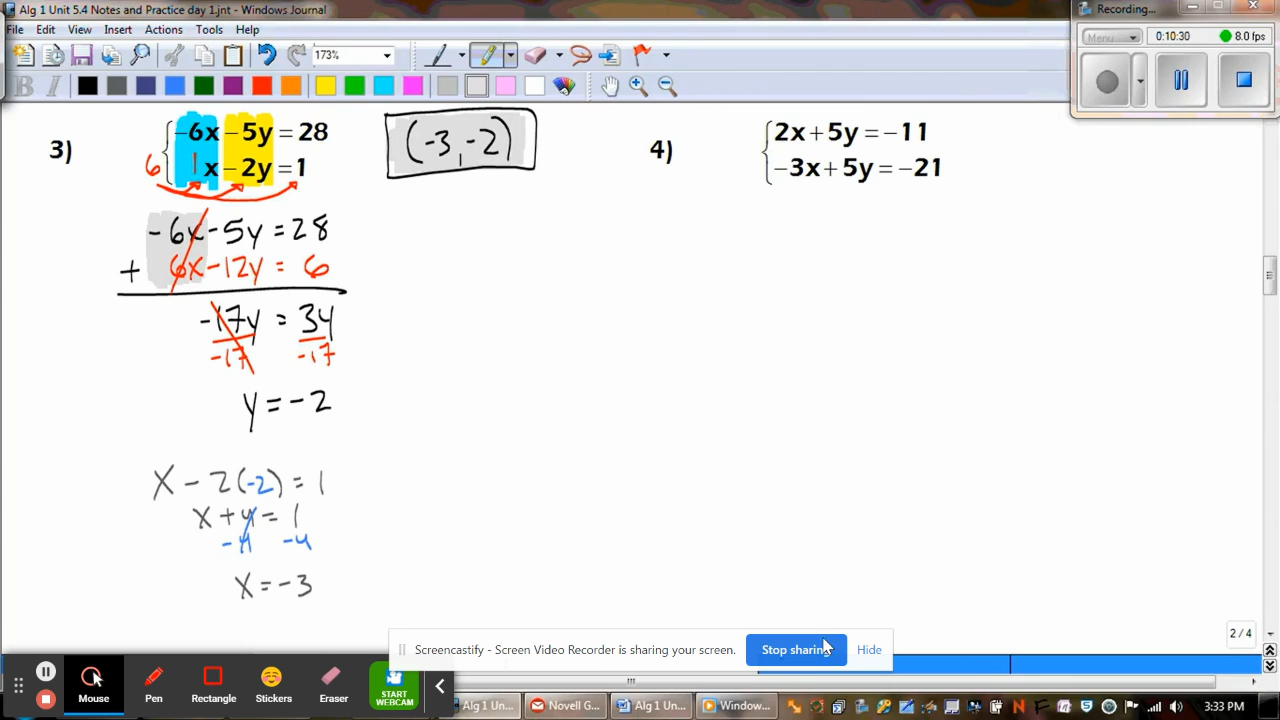 Alg 1 Unit 5.4 Notes and Practice day 1.jnt - Windows Journal
Recording...
File Edit View Insert Actions Tools Help
Menu
0:10:30
8.0 fps
173%
B I
3)
-6x-5y=28
6 1x-2y=1
(-3,-2)
4)
2x+5y=-11
-3x+5y=-21
-6x-5y=28
+ 6x-12y= 6
-17y = 34
-17 -17
y=-2
x-2(-2)=1
x+4=1
-4 -4
x=-3
2 / 4
Screencastify - Screen Video Recorder is sharing your screen.
Stop sharing
Hide
Mouse
Pen
Rectangle
Stickers
Eraser
START WEBCAM
Skype for...
Novell G...
Alg 1 Un...
Window...
3:33 PM